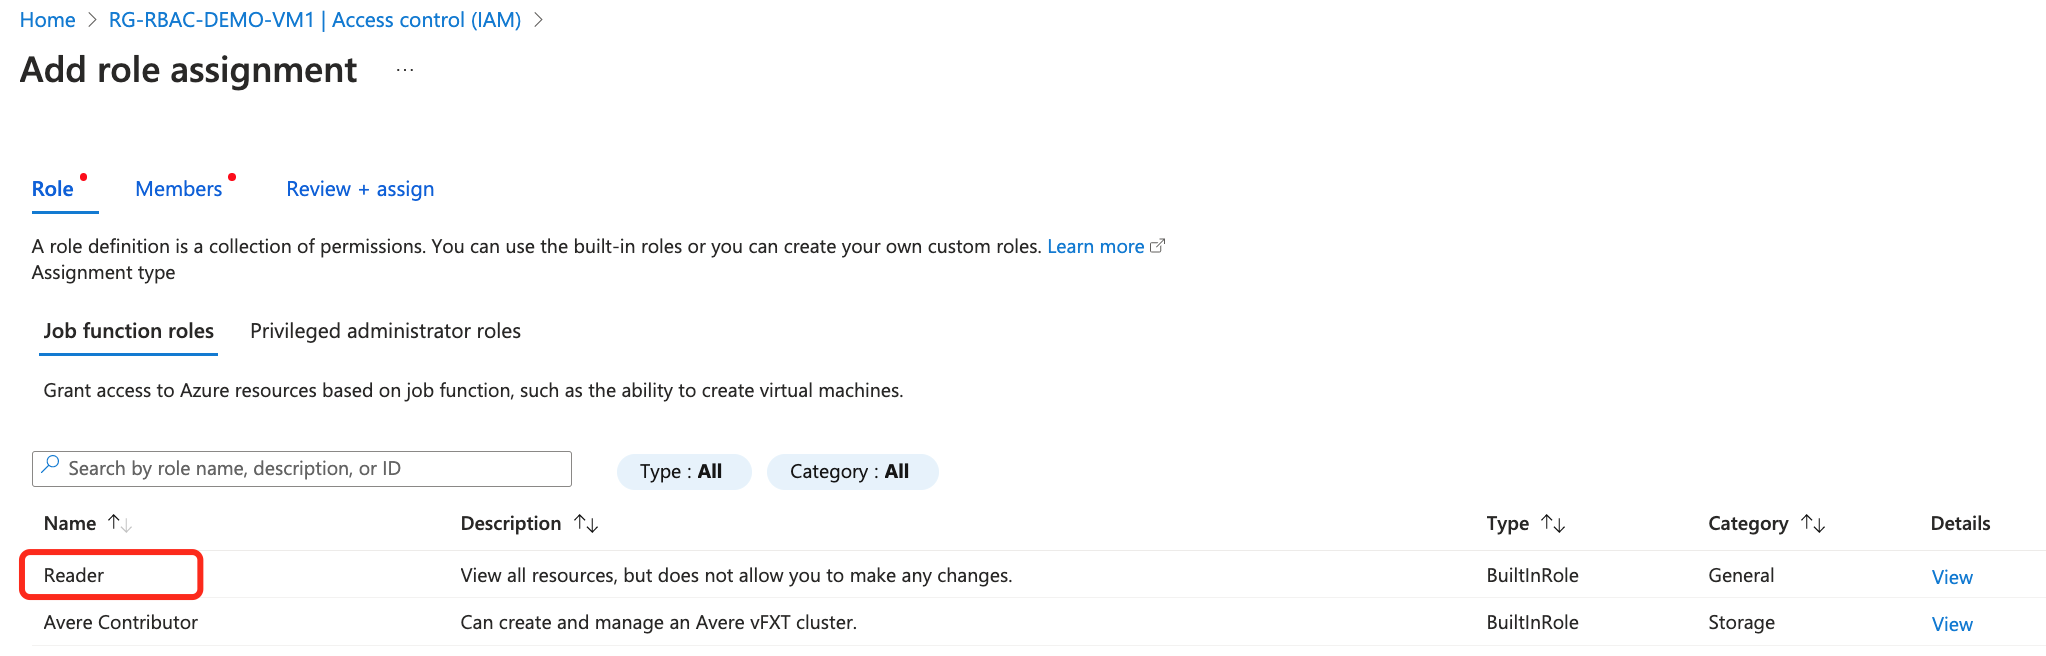 Home > RG-RBAC-DEMO-VM1 | Access control (IAM) >
Add role assignment ...
Role Members Review + assign
A role definition is a collection of permissions. You can use the built-in roles or you can create your own custom roles. Learn more
Assignment type
Job function roles Privileged administrator roles
Grant access to Azure resources based on job function, such as the ability to create virtual machines.
Search by role name, description, or ID Type : All Category : All
Name ↑↓ Description ↑↓ Type ↑↓ Category ↑↓ Details
Reader View all resources, but does not allow you to make any changes. BuiltInRole General View
Avere Contributor Can create and manage an Avere vFXT cluster. BuiltInRole Storage View